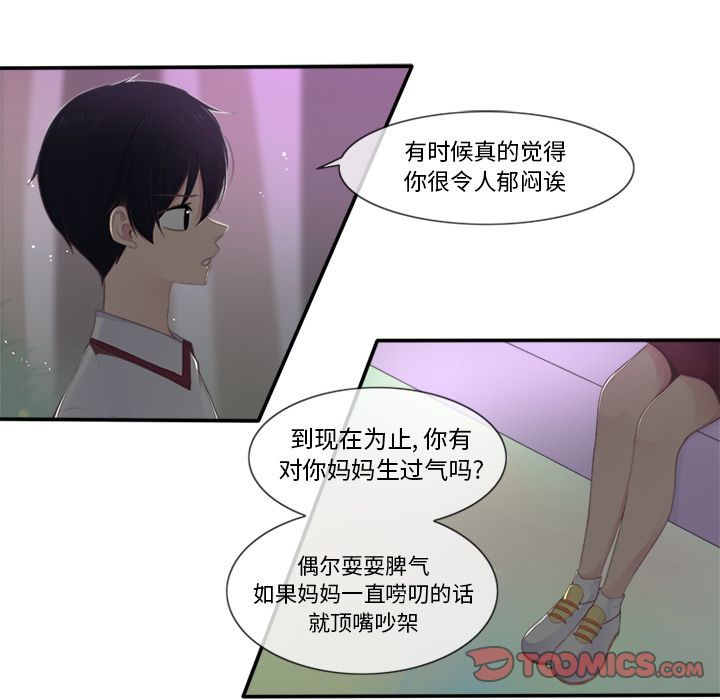 有时候真的觉得
你很令人郁闷诶
到现在为止, 你有
对你妈妈生过气吗?
偶尔耍耍脾气
如果妈妈一直唠叨的话
就顶嘴吵架
TOOMICS.COM